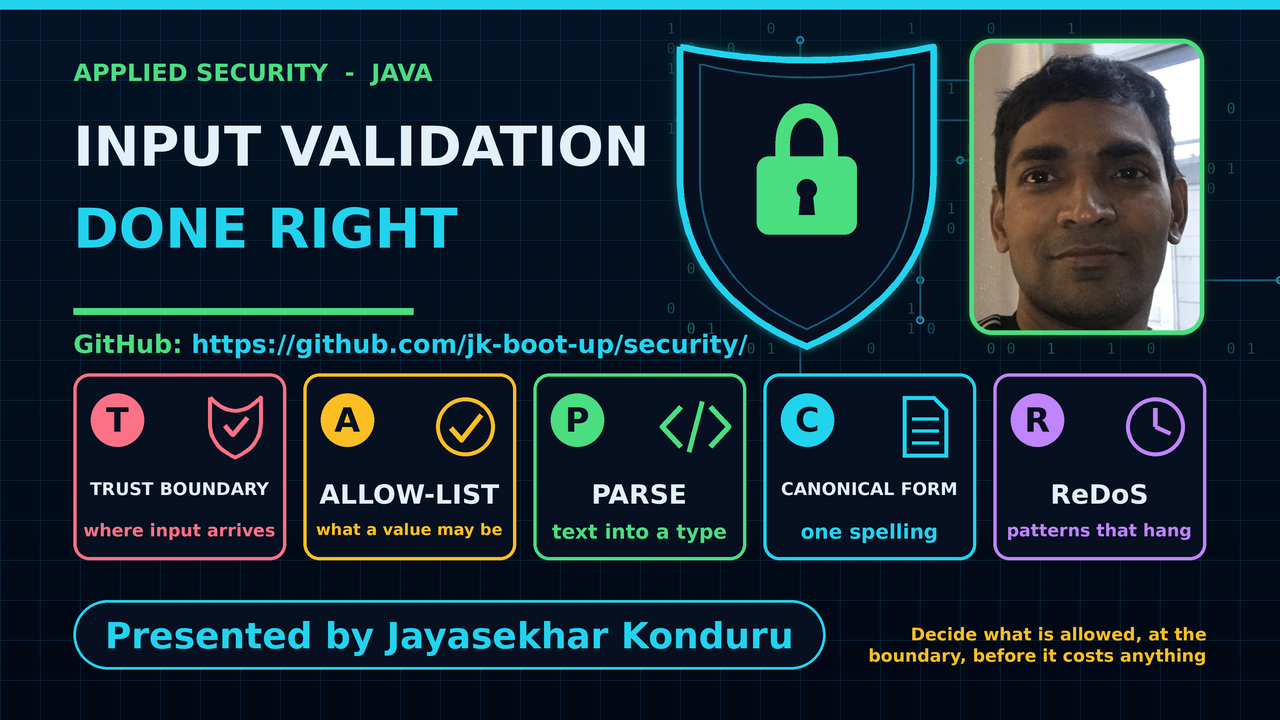 APPLIED SECURITY - JAVA
INPUT VALIDATION
DONE RIGHT
GitHub: https://github.com/jk-boot-up/security/
T
TRUST BOUNDARY
where input arrives
A
ALLOW-LIST
what a value may be
P
PARSE
text into a type
C
CANONICAL FORM
one spelling
R
ReDoS
patterns that hang
Presented by Jayasekhar Konduru
Decide what is allowed, at the
boundary, before it costs anything